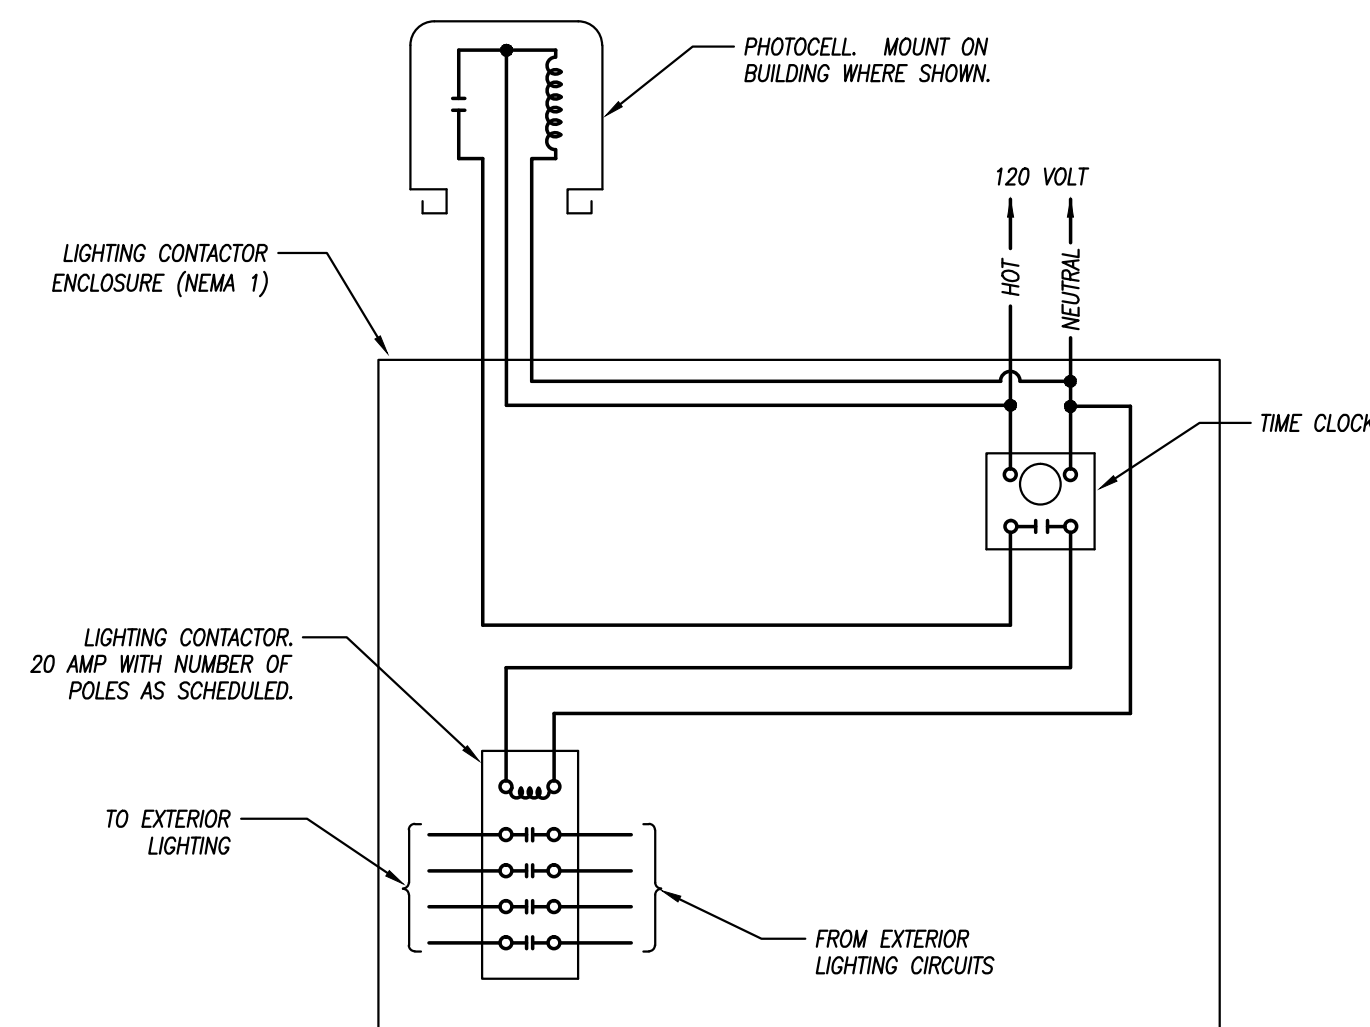 PHOTOCELL. MOUNT ON
BUILDING WHERE SHOWN.
120 VOLT
HOT
NEUTRAL
LIGHTING CONTACTOR
ENCLOSURE (NEMA 1)
TIME CLOCK
LIGHTING CONTACTOR.
20 AMP WITH NUMBER OF
POLES AS SCHEDULED.
TO EXTERIOR
LIGHTING
FROM EXTERIOR
LIGHTING CIRCUITS